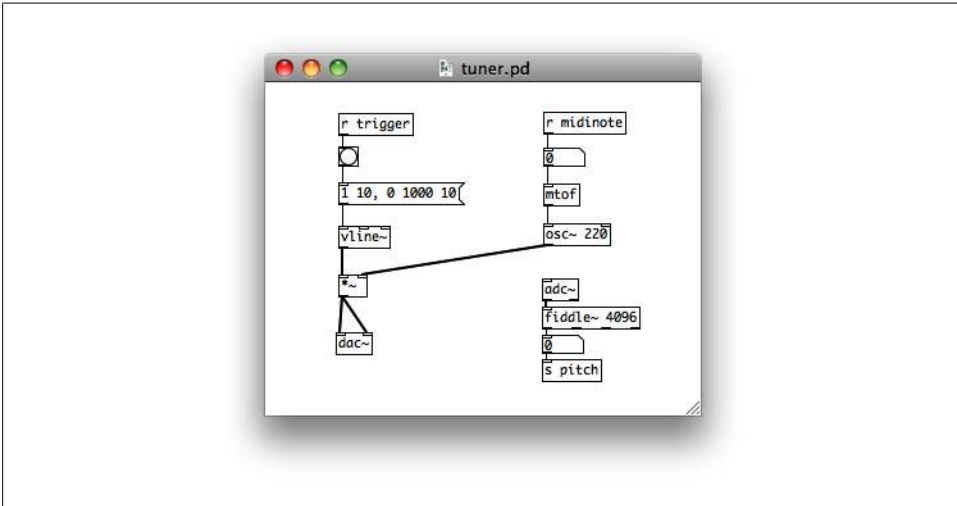 tuner.pd
r trigger
1 10, 0 1000 10
vline~
*~
dac~
r midinote
0
mtof
osc~ 220
adc~
fiddle~ 4096
0
s pitch